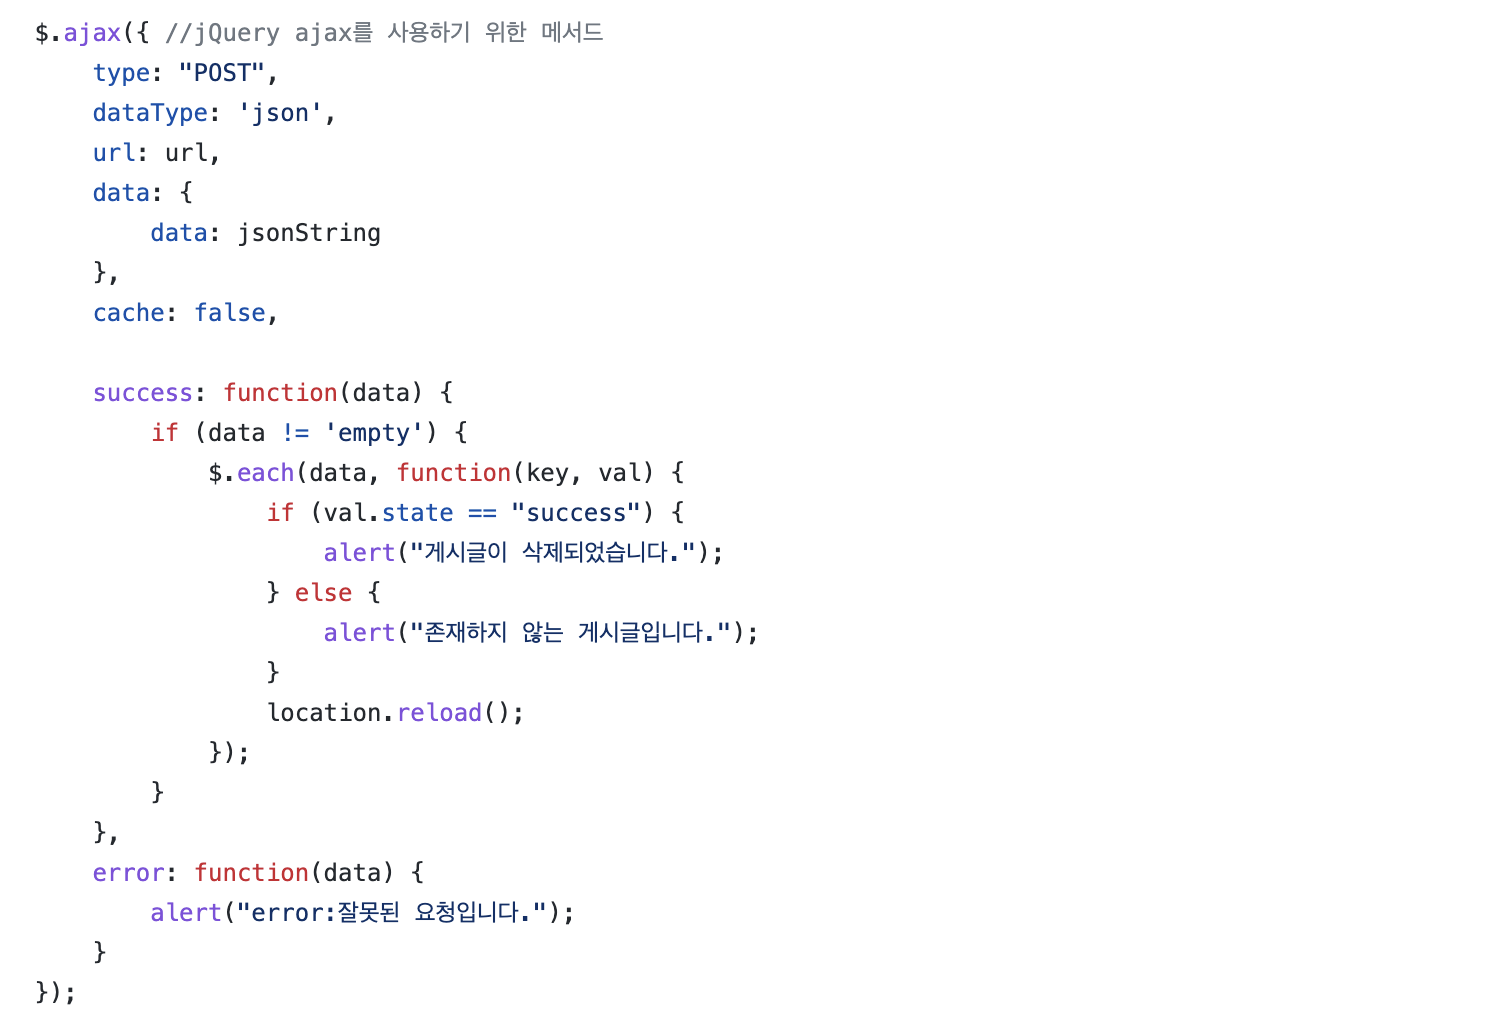 $.ajax({ //jQuery ajax를 사용하기 위한 메서드
    type: "POST",
    dataType: 'json',
    url: url,
    data: {
        data: jsonString
    },
    cache: false,

    success: function(data) {
        if (data != 'empty') {
            $.each(data, function(key, val) {
                if (val.state == "success") {
                    alert("게시글이 삭제되었습니다.");
                } else {
                    alert("존재하지 않는 게시글입니다.");
                }
                location.reload();
            });
        }
    },
    error: function(data) {
        alert("error:잘못된 요청입니다.");
    }
});